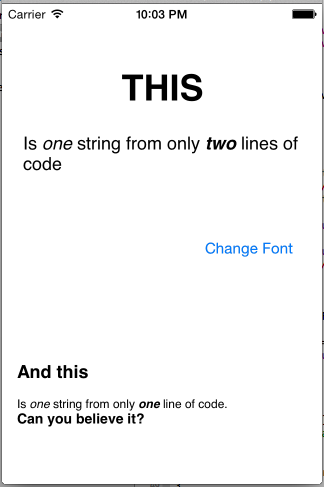 Carrier 10:03 PM
THIS
Is one string from only two lines of
code
Change Font
And this
Is one string from only one line of code.
Can you believe it?